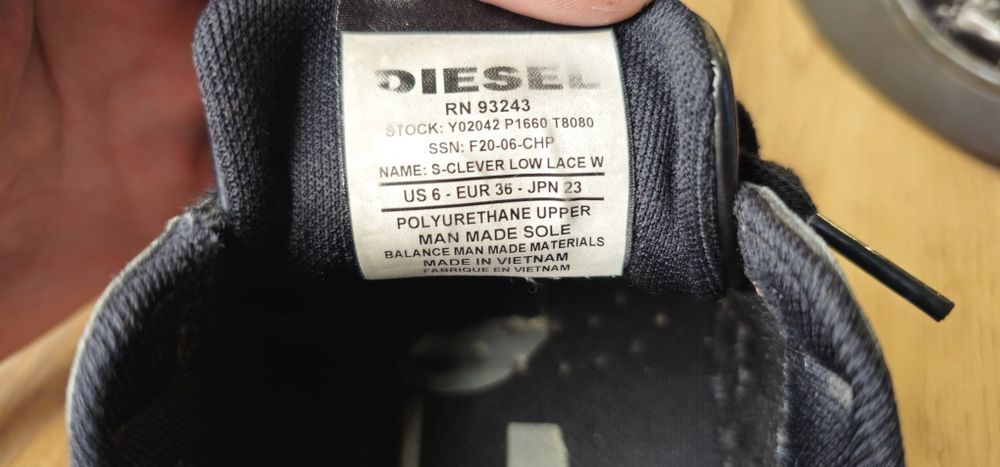 DIESEL
RN 93243
STOCK: Y02042 P1660 T8080
SSN: F20-06-CHP
NAME: S-CLEVER LOW LACE W
US 6 - EUR 36 - JPN 23
POLYURETHANE UPPER
MAN MADE SOLE
BALANCE MAN MADE MATERIALS
MADE IN VIETNAM
FABRIQUE EN VIETNAM